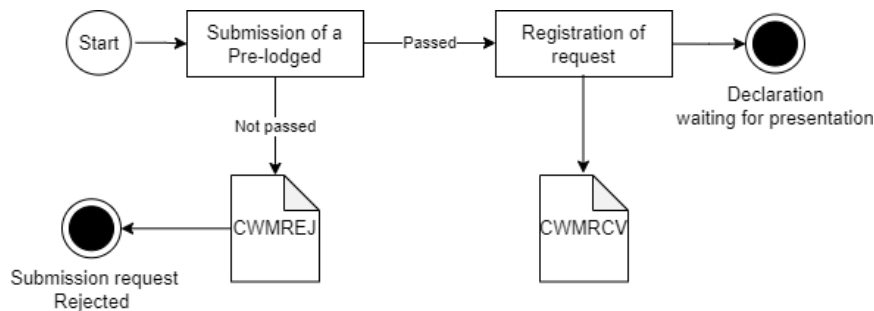 Start
Submission of a
Pre-lodged
Passed
Registration of
request
Declaration
waiting for presentation
Not passed
CWMREJ
CWMRCV
Submission request
Rejected